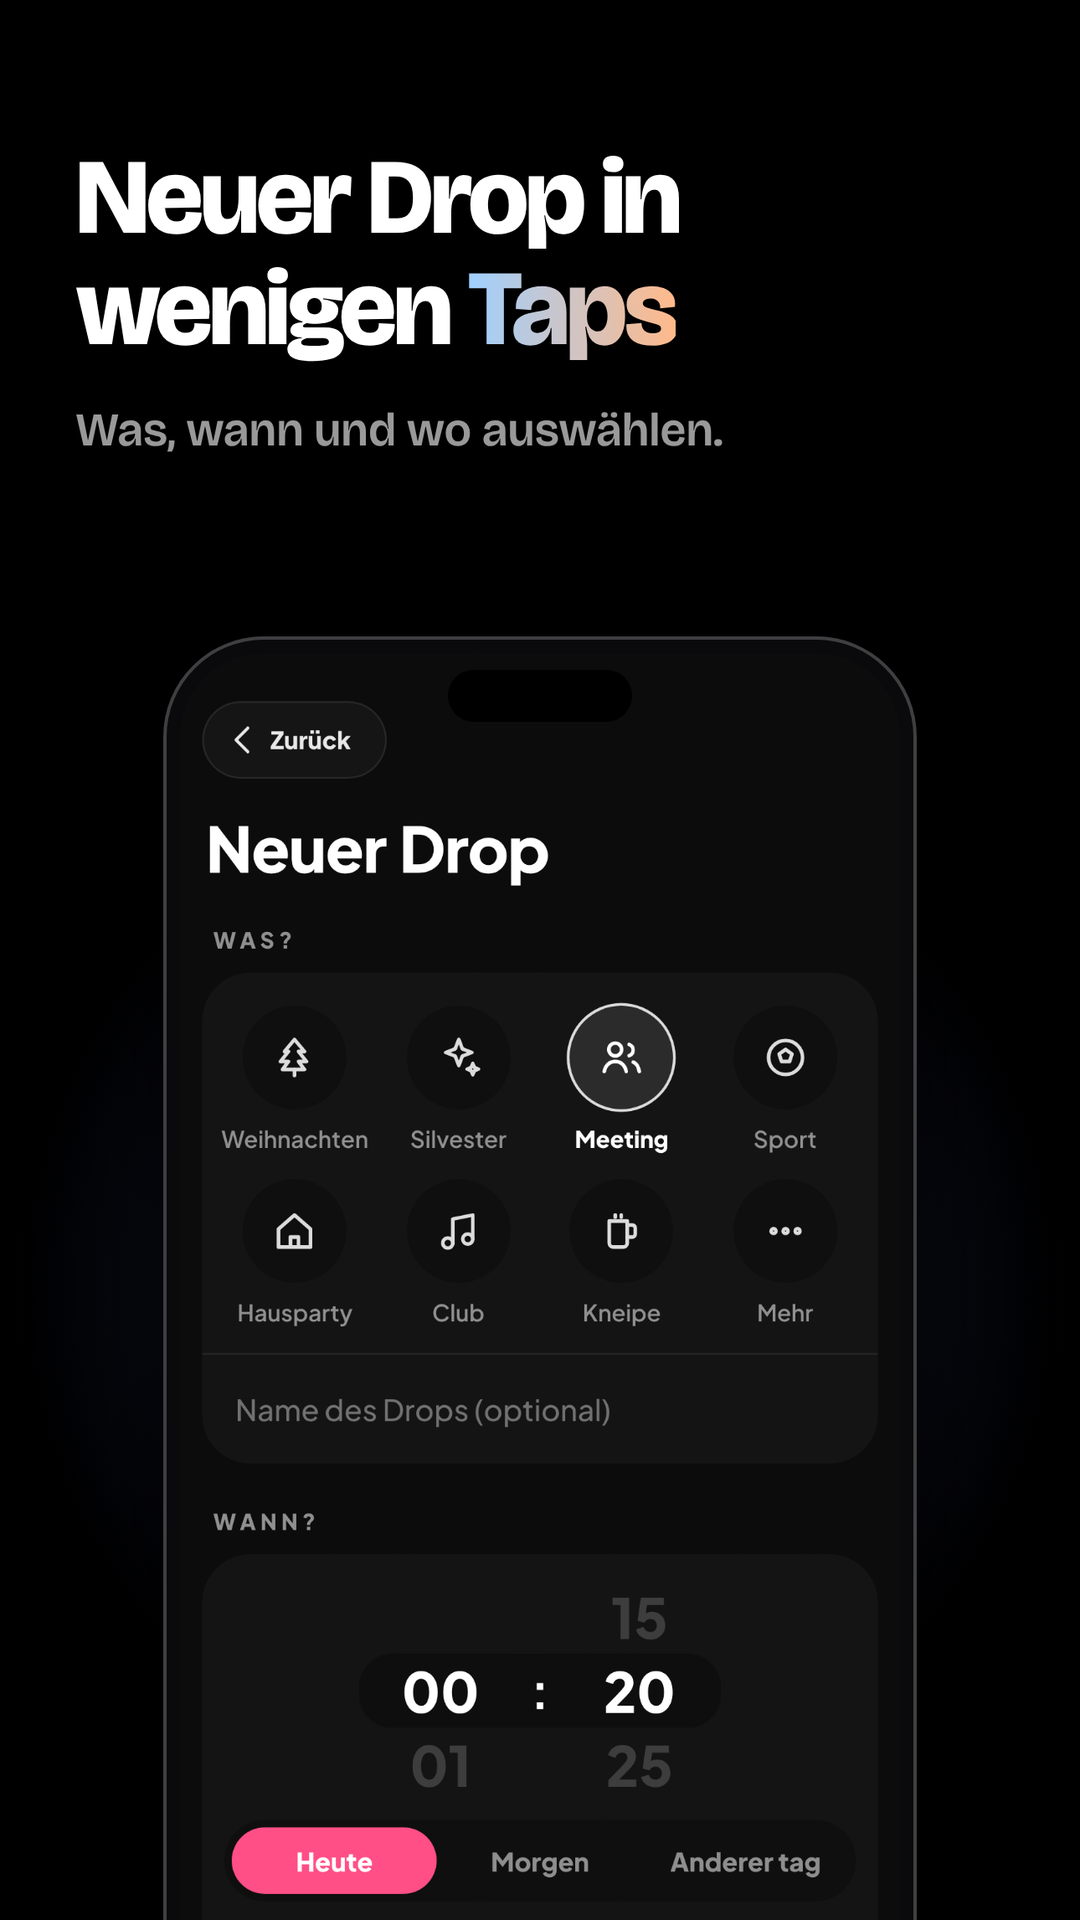 Neuer Drop in
wenigen Taps
Was, wann und wo auswählen.
Zurück
Neuer Drop
WAS?
Weihnachten Silvester Meeting Sport
Hausparty Club Kneipe Mehr
Name des Drops (optional)
WANN?
15
00 : 20
01 25
Heute Morgen Anderer tag